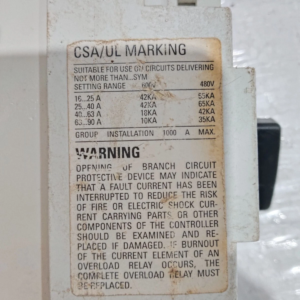 CSA/UL MARKING
SUITABLE FOR USE ON CIRCUITS DELIVERING
NOT MORE THAN...SYM
SETTING RANGE 480V
16...25 A 42KA
25...40 A 42KA 65KA
40...63 A 10KA 42KA
63...90 A 10KA 35KA
GROUP INSTALLATION 1000 A MAX.
WARNING
OPENING OF BRANCH CIRCUIT
PROTECTIVE DEVICE MAY INDICATE
THAT A FAULT CURRENT HAS BEEN
INTERRUPTED TO REDUCE THE RISK
OF FIRE OR ELECTRIC SHOCK CUR-
RENT CARRYING PARTS OR OTHER
COMPONENTS OF THE CONTROLLER
SHOULD BE EXAMINED AND RE-
PLACED IF DAMAGED. IF BURNOUT
OF THE CURRENT ELEMENT OF AN
OVERLOAD RELAY OCCURS, THE
COMPLETE OVERLOAD RELAY MUST
BE REPLACED.